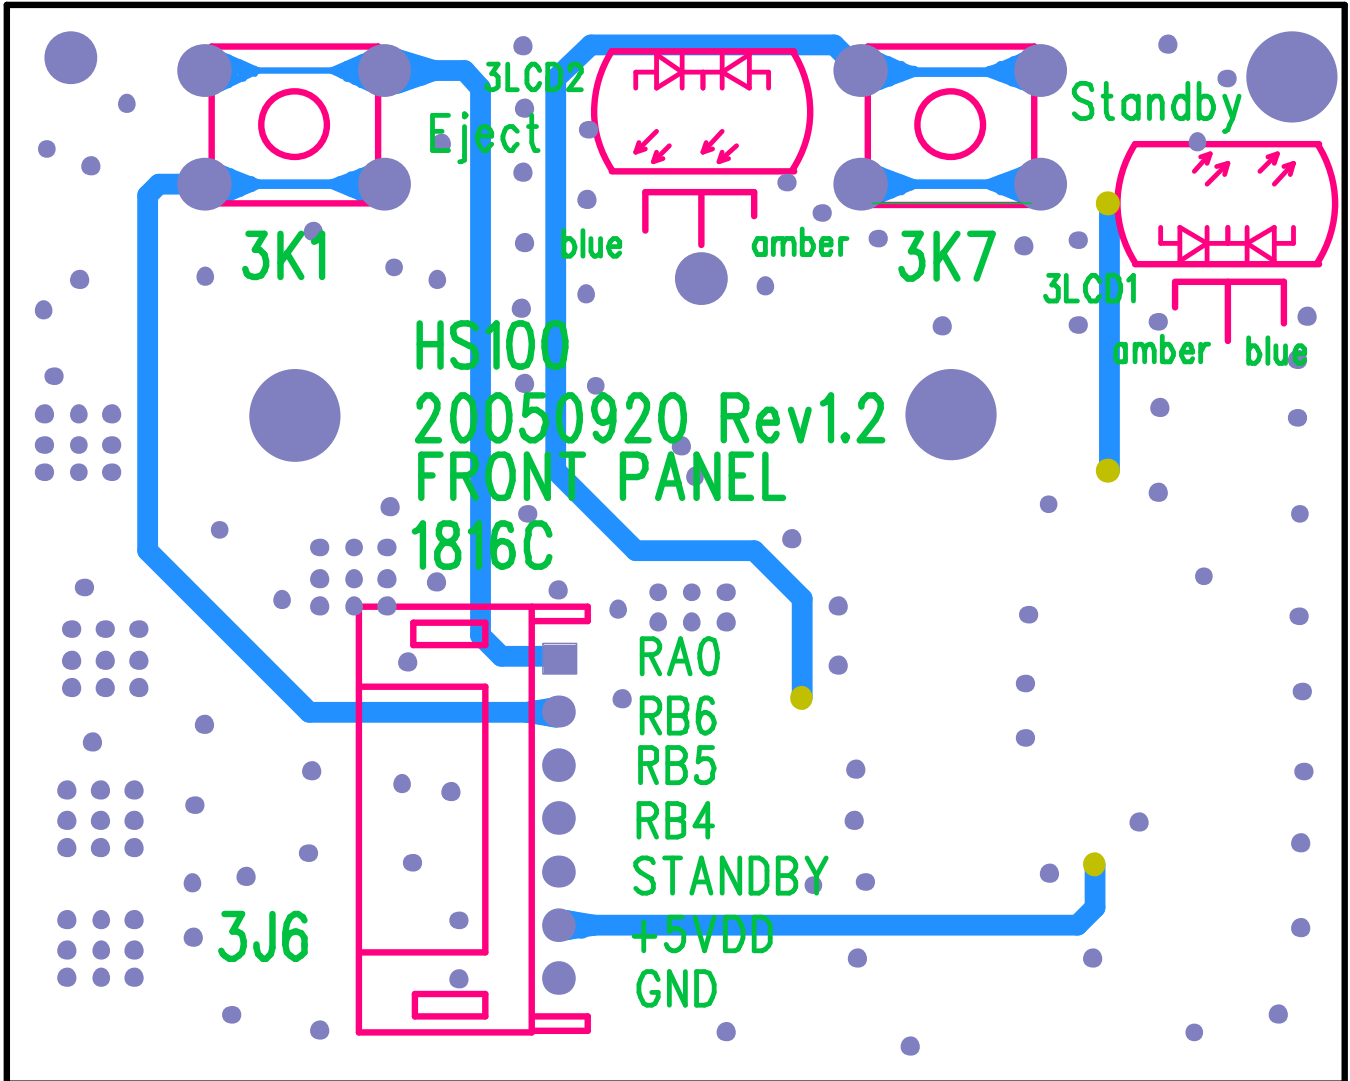 3LCD2
Standby
Eject
3K1
blue
amber
3K7
3LCD1
amber
blue
HS100
20050920 Rev1.2
FRONT PANEL
1816C
RA0
RB6
RB5
RB4
STANDBY
+5VDD
GND
3J6